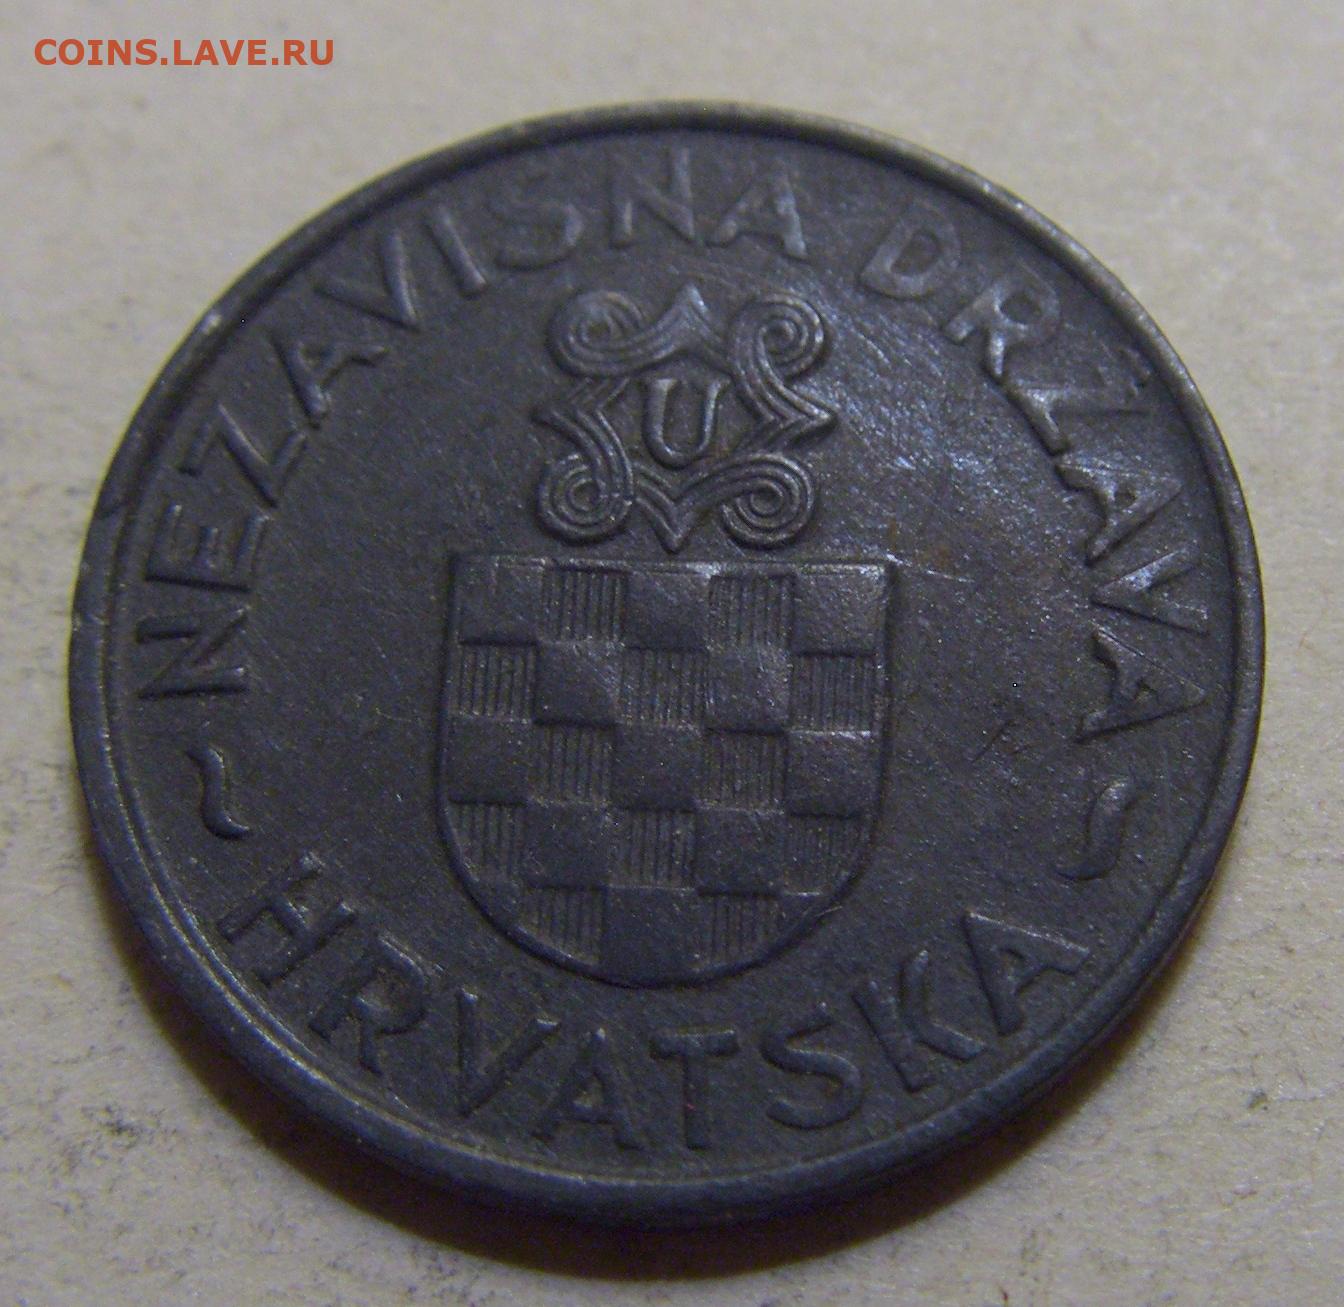 COINS.LAVE.RU
NEZAVISNA DRŽAVA
U
~ HRVATSKA ~